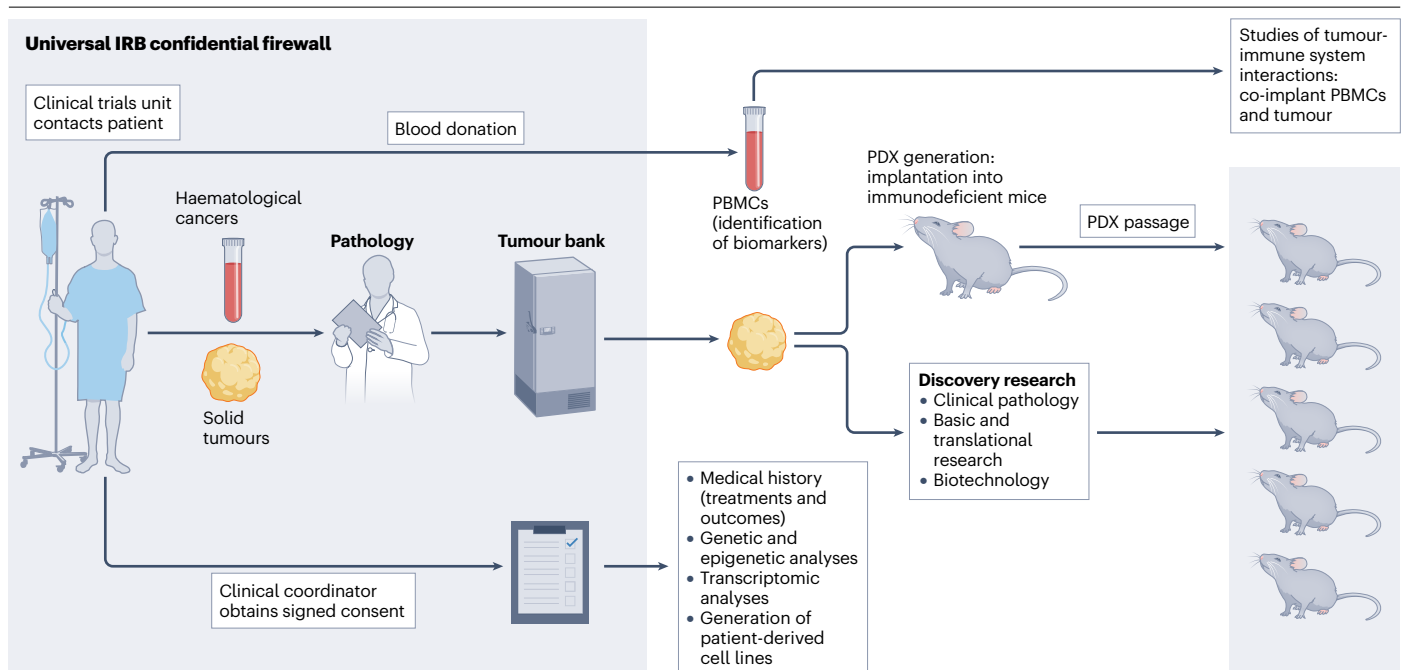 Universal IRB confidential firewall
Clinical trials unit
contacts patient
Blood donation
Haematological
cancers
Solid
tumours
Pathology
Tumour bank
Clinical coordinator
obtains signed consent
• Medical history
(treatments and
outcomes)
• Genetic and
epigenetic analyses
• Transcriptomic
analyses
• Generation of
patient-derived
cell lines
PBMCs
(identification
of biomarkers)
Studies of tumour-
immune system
interactions:
co-implant PBMCs
and tumour
PDX generation:
implantation into
immunodeficient mice
PDX passage
Discovery research
• Clinical pathology
• Basic and
translational
research
• Biotechnology